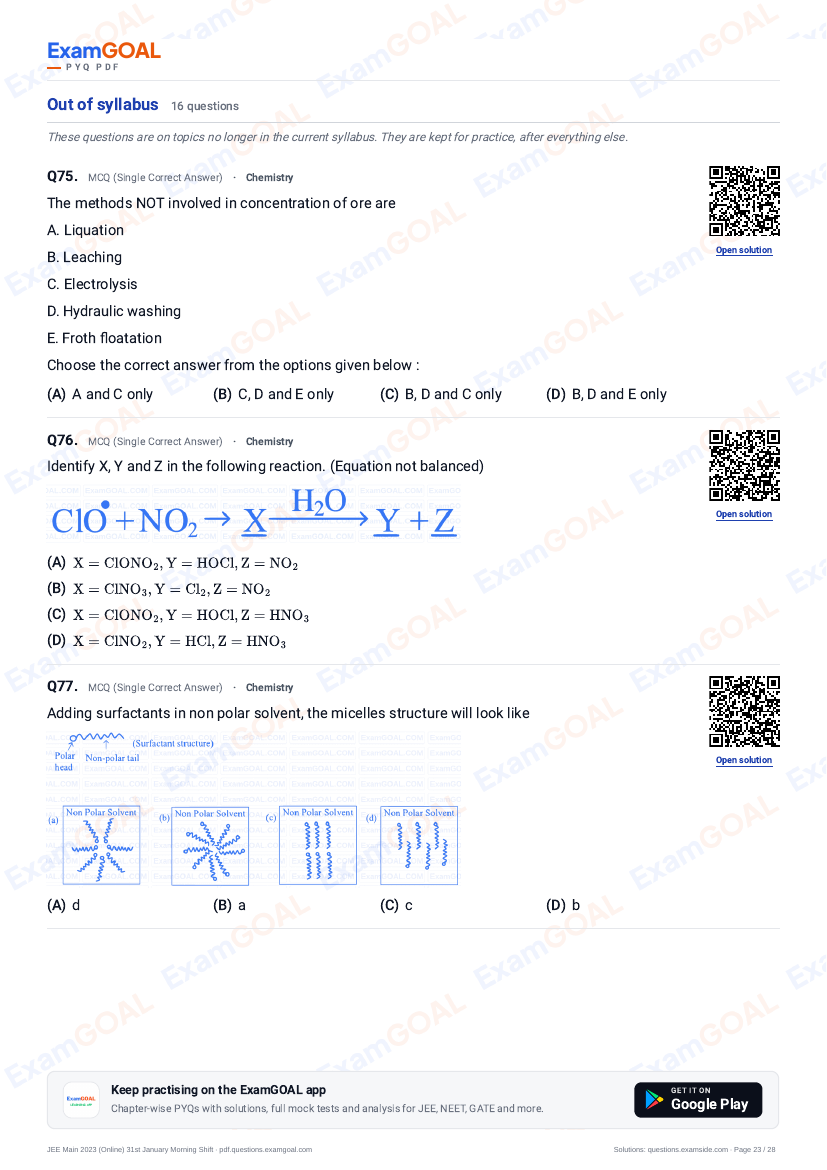 ExamGOAL
PYQ PDF
Out of syllabus 16 questions
These questions are on topics no longer in the current syllabus. They are kept for practice, after everything else.
Q75. MCQ (Single Correct Answer) · Chemistry
Open solution
The methods NOT involved in concentration of ore are
A. Liquation
B. Leaching
C. Electrolysis
D. Hydraulic washing
E. Froth floatation
Choose the correct answer from the options given below :
(A) A and C only (B) C, D and E only (C) B, D and C only (D) B, D and E only
Q76. MCQ (Single Correct Answer) · Chemistry
Open solution
Identify X, Y and Z in the following reaction. (Equation not balanced)
ClO• + NO₂ → X —H₂O→ Y + Z
(A) X = ClONO₂, Y = HOCl, Z = NO₂
(B) X = ClNO₃, Y = Cl₂, Z = NO₂
(C) X = ClONO₂, Y = HOCl, Z = HNO₃
(D) X = ClNO₂, Y = HCl, Z = HNO₃
Q77. MCQ (Single Correct Answer) · Chemistry
Open solution
Adding surfactants in non polar solvent, the micelles structure will look like
(Surfactant structure)
Polar head Non-polar tail
(a) Non Polar Solvent (b) Non Polar Solvent (c) Non Polar Solvent (d) Non Polar Solvent
(A) d (B) a (C) c (D) b
Keep practising on the ExamGOAL app
Chapter-wise PYQs with solutions, full mock tests and analysis for JEE, NEET, GATE and more.
GET IT ON
Google Play
JEE Main 2023 (Online) 31st January Morning Shift · pdf.questions.examgoal.com
Solutions: questions.examside.com · Page 23 / 28